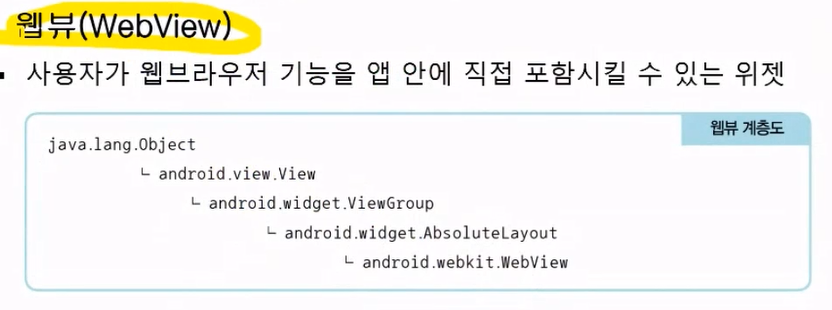 웹뷰(WebView)
▪ 사용자가 웹브라우저 기능을 앱 안에 직접 포함시킬 수 있는 위젯
웹뷰 계층도
java.lang.Object
└ android.view.View
└ android.widget.ViewGroup
└ android.widget.AbsoluteLayout
└ android.webkit.WebView